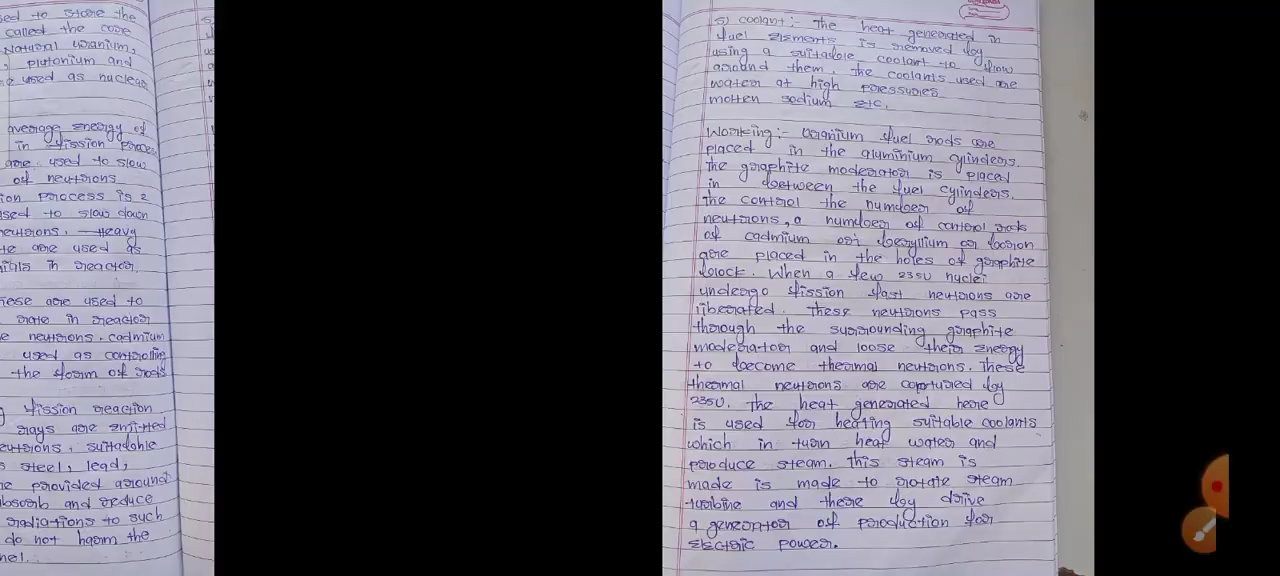 sed to store the
called the core
Natural Uranium,
plutonium and
re used as nuclear
average energy of
in fission process
are used to slow
of neutrons
ion process is 2
used to slow down
neutrons. Heavy
te are used as
rials in reactor.
hese are used to
rate in reactor
e neutrons. cadmium
used as controlling
the form of rods
g fission reaction
rays are emitted
eutrons, suitable
s steel, lead,
re provided around
absorb and reduce
radiations to such
do not harm the
nel.
5) coolant:- The heat generated in
fuel elements is removed by
using a suitable coolant to flow
around them. The coolants used are
water at high pressures
molten sodium etc.
Working:- Uranium fuel rods are
placed in the aluminium cylinders.
The graphite moderator is placed
in between the fuel cylinders.
The control the number of
neutrons, a number of control rods
of cadmium or beryllium or boron
are placed in the holes of graphite
block. When a few 235U nuclei
undergo fission fast neutrons are
liberated. These neutrons pass
through the surrounding graphite
moderator and loose their energy
to become thermal neutrons. These
thermal neutrons are captured by
235U. The heat generated here
is used for heating suitable coolants
which in turn heat water and
produce steam. This steam is
made is made to rotate steam
turbine and there by drive
a generator of production for
electric power.